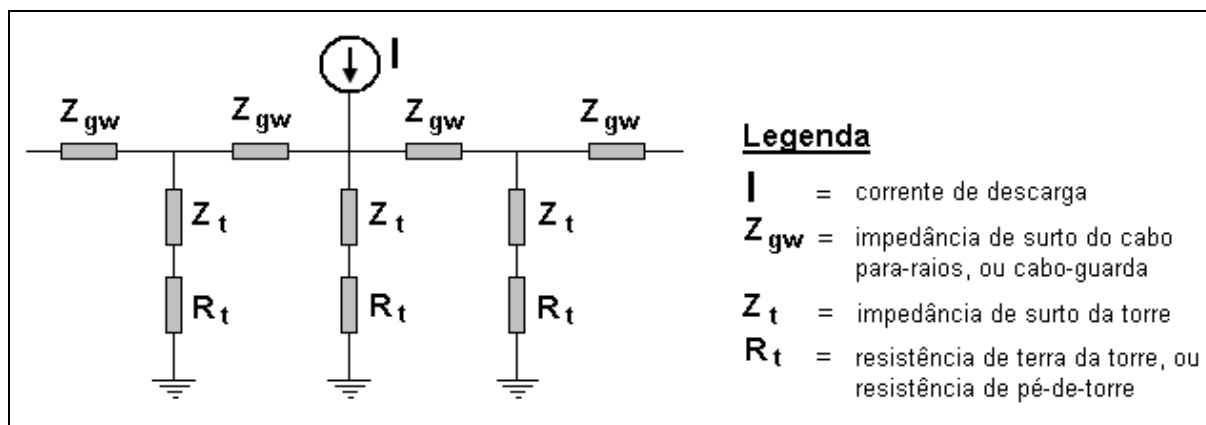 I
Z gw Z gw Z gw Z gw
Z t Z t Z t
R t R t R t
Legenda
I = corrente de descarga
Z gw = impedância de surto do cabo
para-raios, ou cabo-guarda
Z t = impedância de surto da torre
R t = resistência de terra da torre, ou
resistência de pé-de-torre